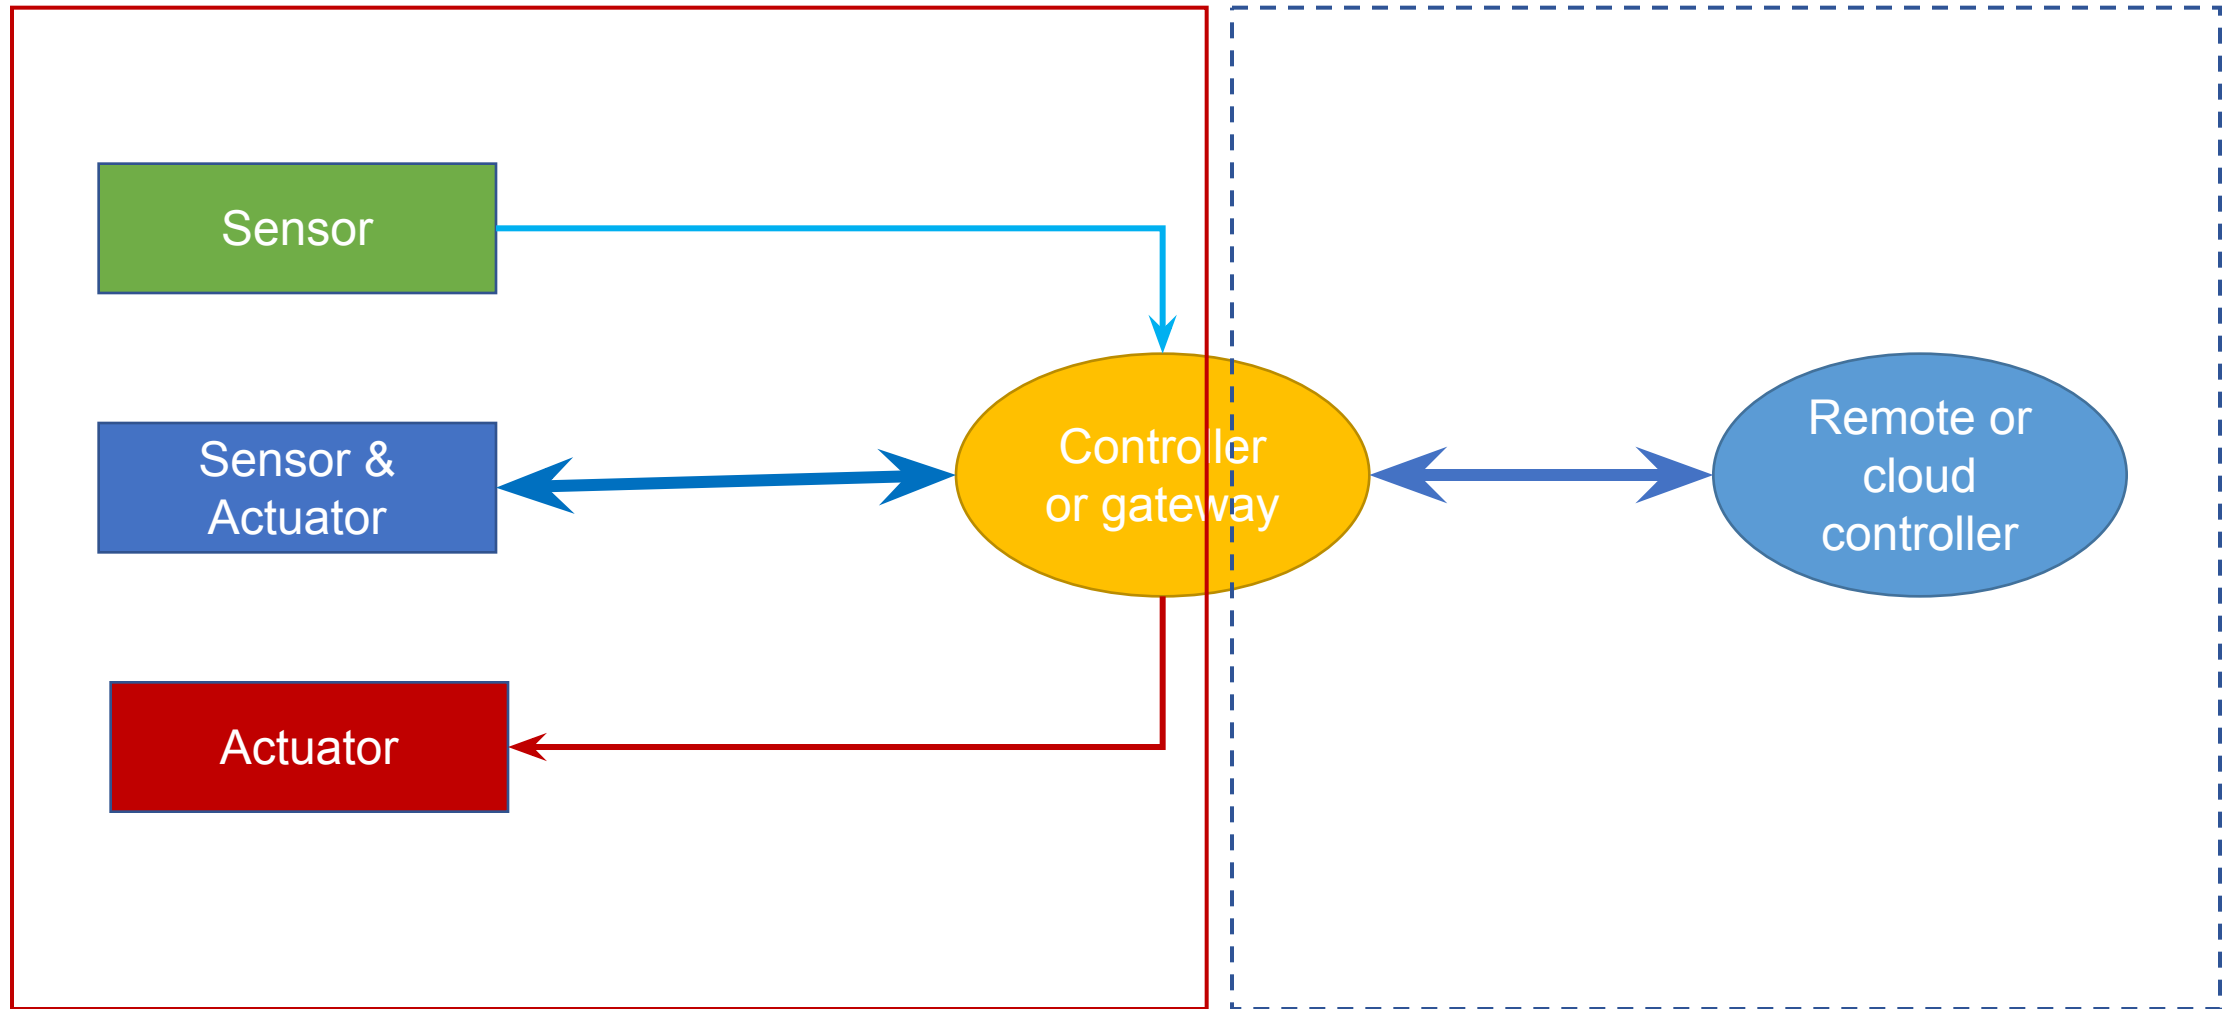 Sensor
Sensor &
Actuator
Actuator
Controller
or gateway
Remote or
cloud
controller